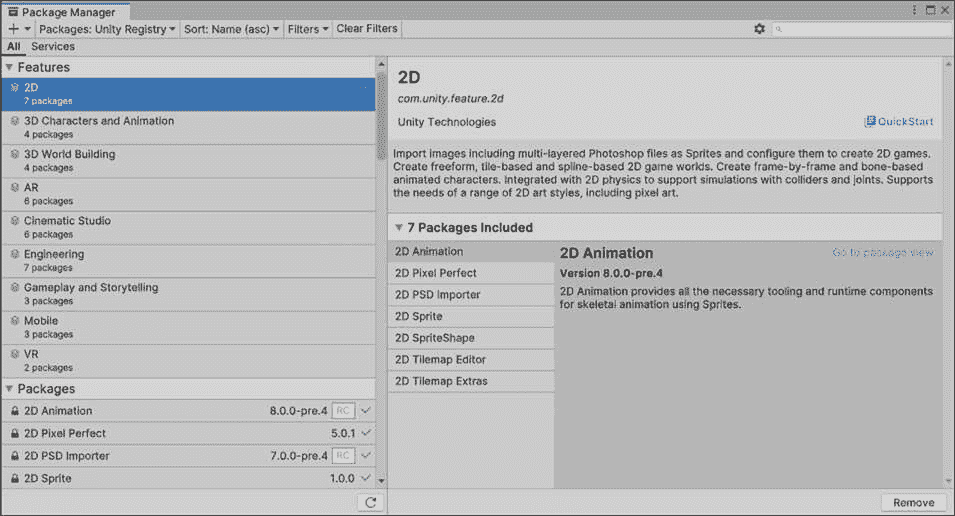 Package Manager
Packages: Unity Registry Sort: Name (asc) Filters Clear Filters
All Services
Features
2D
7 packages
3D Characters and Animation
4 packages
3D World Building
4 packages
AR
6 packages
Cinematic Studio
6 packages
Engineering
7 packages
Gameplay and Storytelling
3 packages
Mobile
3 packages
VR
2 packages
Packages
2D Animation 8.0.0-pre.4 RC
2D Pixel Perfect 5.0.1
2D PSD Importer 7.0.0-pre.4 RC
2D Sprite 1.0.0
2D
com.unity.feature.2d
Unity Technologies QuickStart
Import images including multi-layered Photoshop files as Sprites and configure them to create 2D games.
Create freeform, tile-based and spline-based 2D game worlds. Create frame-by-frame and bone-based
animated characters. Integrated with 2D physics to support simulations with colliders and joints. Supports
the needs of a range of 2D art styles, including pixel art.
7 Packages Included
2D Animation
2D Pixel Perfect
2D PSD Importer
2D Sprite
2D SpriteShape
2D Tilemap Editor
2D Tilemap Extras
2D Animation Go to package view
Version 8.0.0-pre.4
2D Animation provides all the necessary tooling and runtime components
for skeletal animation using Sprites.
Remove